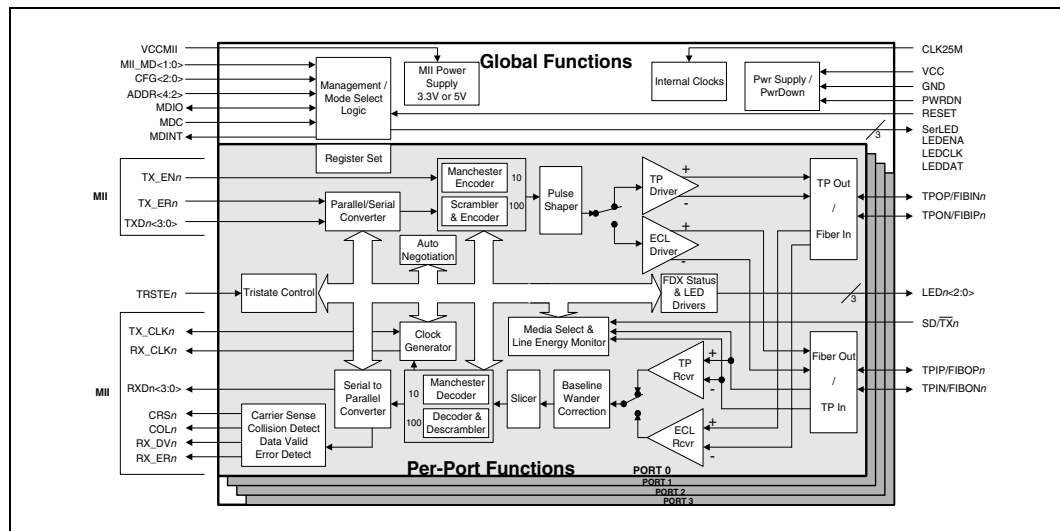 VCCMII
MII_MD<1:0>
CFG<2:0>
ADDR<4:2>
MDIO
MDC
MDINT
Management /
Mode Select
Logic
Register Set
MII Power
Supply
3.3V or 5V
Global Functions
Internal Clocks
Pwr Supply /
PwrDown
CLK25M
VCC
GND
PWRDN
RESET
3
SerLED
LEDENA
LEDCLK
LEDDAT
MII
TX_ENn
TX_ERn
TXDn<3:0>
Parallel/Serial
Converter
Manchester
Encoder
10
Scrambler
& Encoder
100
Pulse
Shaper
TP
Driver
+
-
ECL
Driver
+
-
TP Out
/
Fiber In
TPOP/FIBINn
TPON/FIBIPn
Auto
Negotiation
TRSTEn
Tristate Control
FDX Status
& LED
Drivers
3
LEDn<2:0>
MII
TX_CLKn
RX_CLKn
RXDn<3:0>
CRSn
COLn
RX_DVn
RX_ERn
Clock
Generator
Media Select &
Line Energy Monitor
SD/TXn
Serial to
Parallel
Converter
Carrier Sense
Collision Detect
Data Valid
Error Detect
10
Manchester
Decoder
100
Decoder &
Descrambler
Slicer
Baseline
Wander
Correction
TP
Rcvr
+
-
ECL
Rcvr
+
-
Fiber Out
/
TP In
TPIP/FIBOPn
TPIN/FIBONn
Per-Port Functions
PORT 0
PORT 1
PORT 2
PORT 3